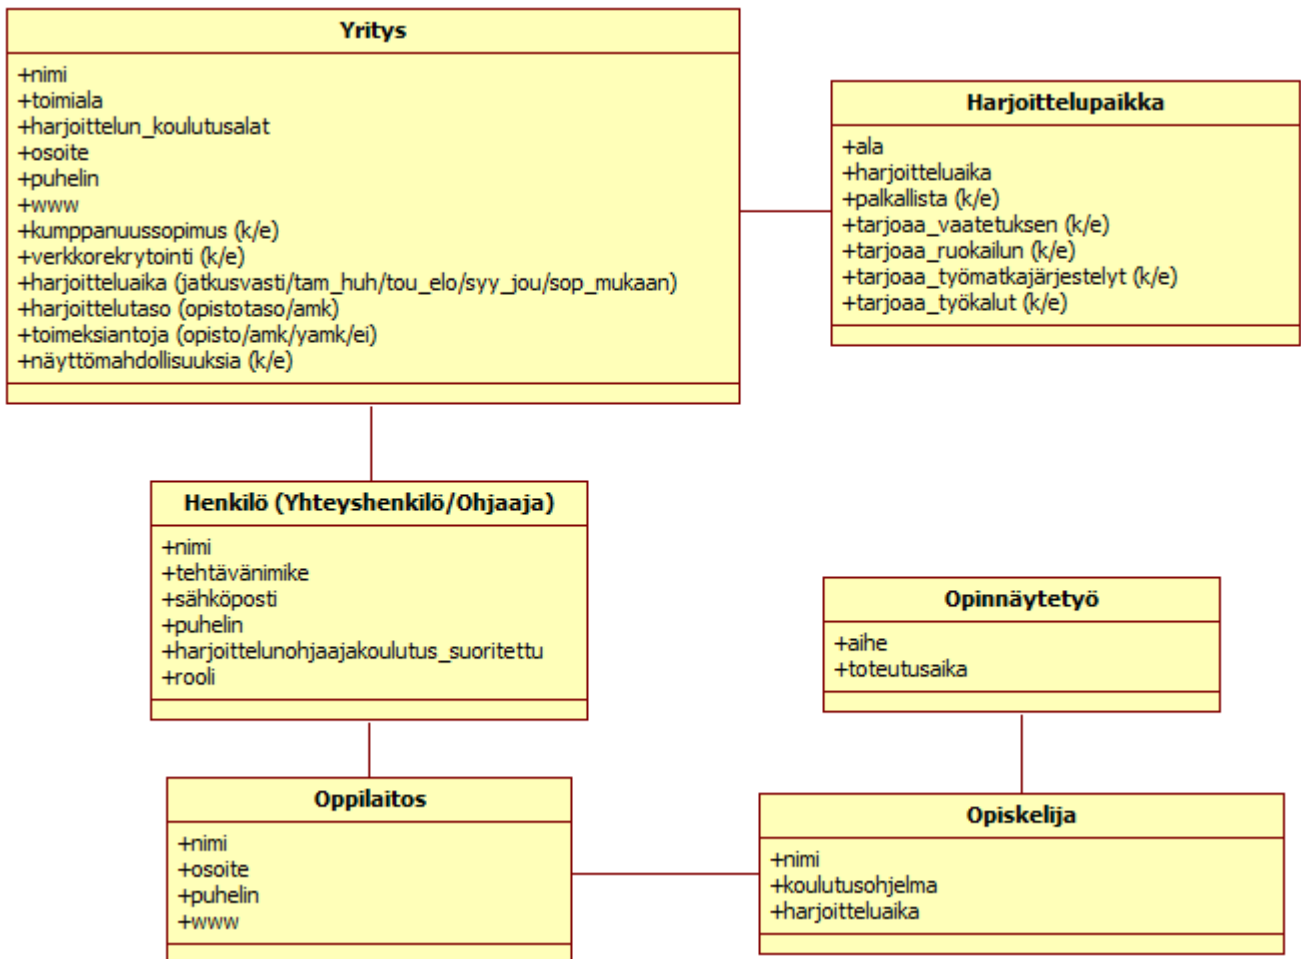 Yritys
+nimi
+toimiala
+harjoittelun_koulutusalat
+osoite
+puhelin
+www
+kumppanuussopimus (k/e)
+verkkorekrytointi (k/e)
+harjoitteluaika (jatkusvasti/tam_huh/tou_elo/syy_jou/sop_mukaan)
+harjoittelutaso (opistotaso/amk)
+toimeksiantoja (opisto/amk/yamk/ei)
+näyttömahdollisuuksia (k/e)
Harjoittelupaikka
+ala
+harjoitteluaika
+palkallista (k/e)
+tarjoaa_vaatetuksen (k/e)
+tarjoaa_ruokailun (k/e)
+tarjoaa_työmatkajärjestelyt (k/e)
+tarjoaa_työkalut (k/e)
Henkilö (Yhteyshenkilö/Ohjaaja)
+nimi
+tehtävänimike
+sähköposti
+puhelin
+harjoittelunohjaajakoulutus_suoritettu
+rooli
Opinnäytetyö
+aihe
+toteutusaika
Oppilaitos
+nimi
+osoite
+puhelin
+www
Opiskelija
+nimi
+koulutusohjelma
+harjoitteluaika